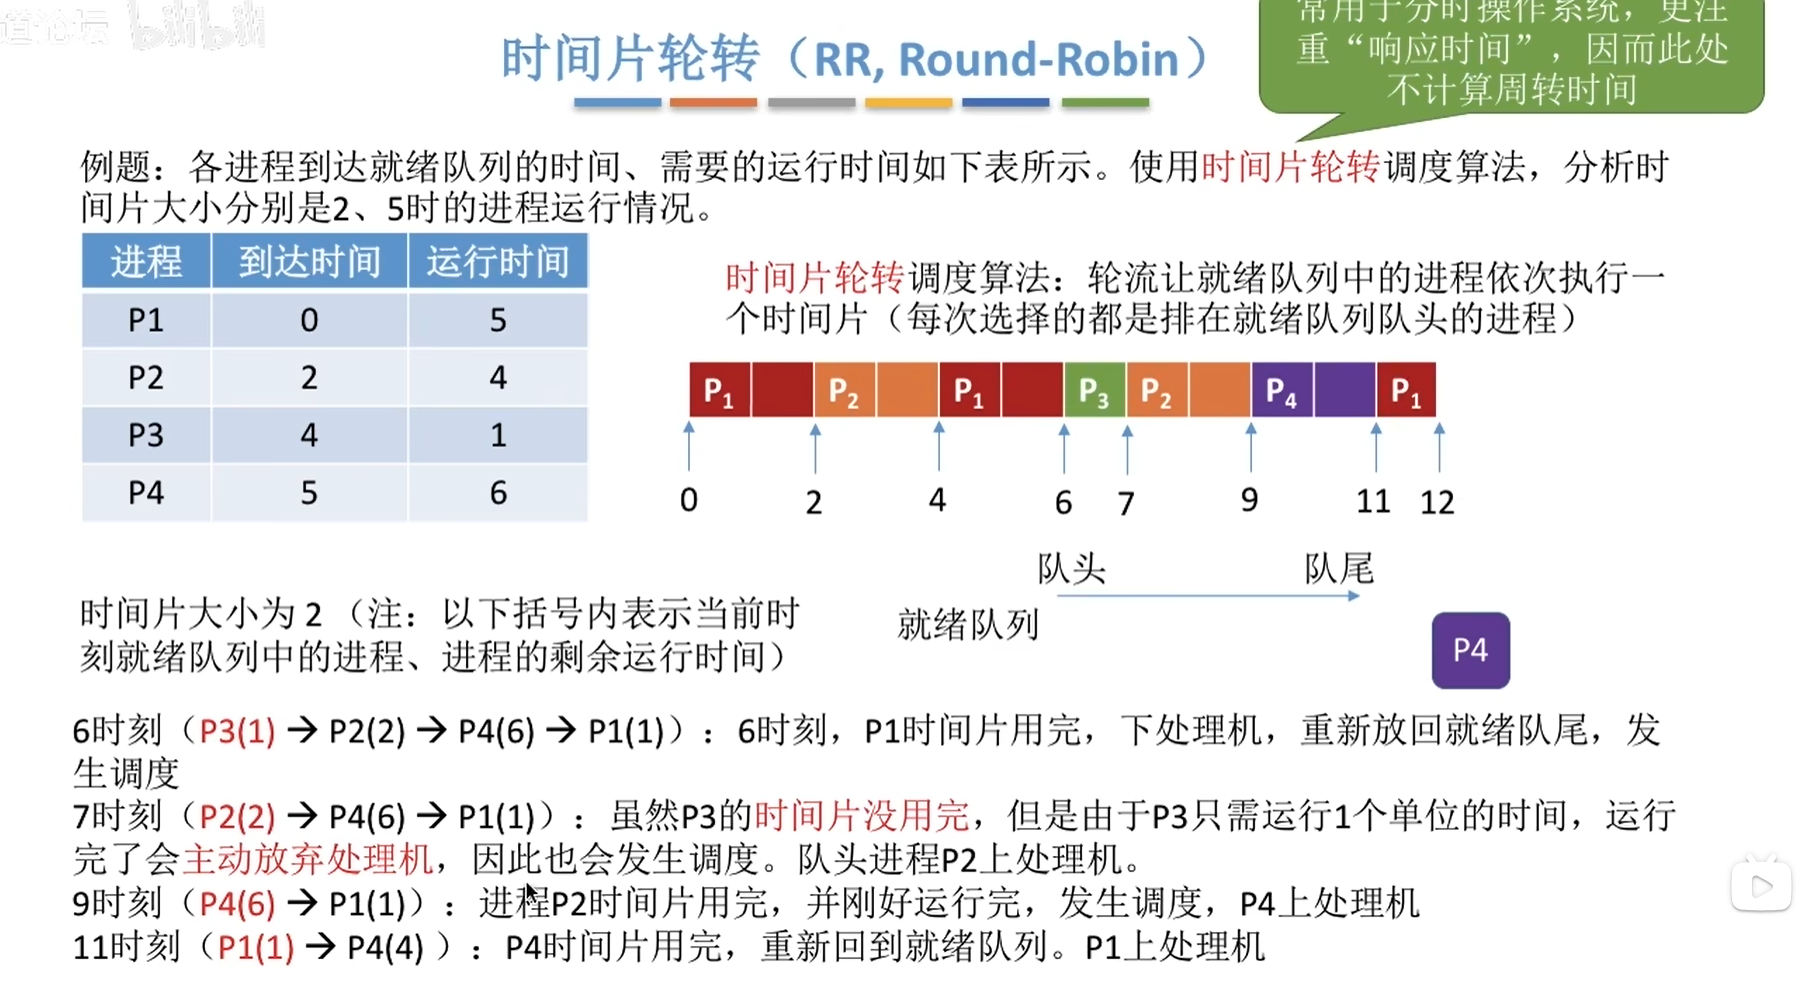 道论坛 bilibili
常用于分时操作系统，更注
重“响应时间”，因而此处
不计算周转时间
时间片轮转（RR, Round-Robin）
例题：各进程到达就绪队列的时间、需要的运行时间如下表所示。使用时间片轮转调度算法，分析时
间片大小分别是2、5时的进程运行情况。
进程 到达时间 运行时间
P1 0 5
P2 2 4
P3 4 1
P4 5 6
时间片轮转调度算法：轮流让就绪队列中的进程依次执行一
个时间片（每次选择的都是排在就绪队列队头的进程）
P1 P2 P1 P3 P2 P4 P1
0 2 4 6 7 9 11 12
队头 队尾
就绪队列
P4
时间片大小为 2 （注：以下括号内表示当前时
刻就绪队列中的进程、进程的剩余运行时间）
6时刻（P3(1) → P2(2) → P4(6) → P1(1)）：6时刻，P1时间片用完，下处理机，重新放回就绪队尾，发
生调度
7时刻（P2(2) → P4(6) → P1(1)）：虽然P3的时间片没用完，但是由于P3只需运行1个单位的时间，运行
完了会主动放弃处理机，因此也会发生调度。队头进程P2上处理机。
9时刻（P4(6) → P1(1)）：进程P2时间片用完，并刚好运行完，发生调度，P4上处理机
11时刻（P1(1) → P4(4) ）：P4时间片用完，重新回到就绪队列。P1上处理机